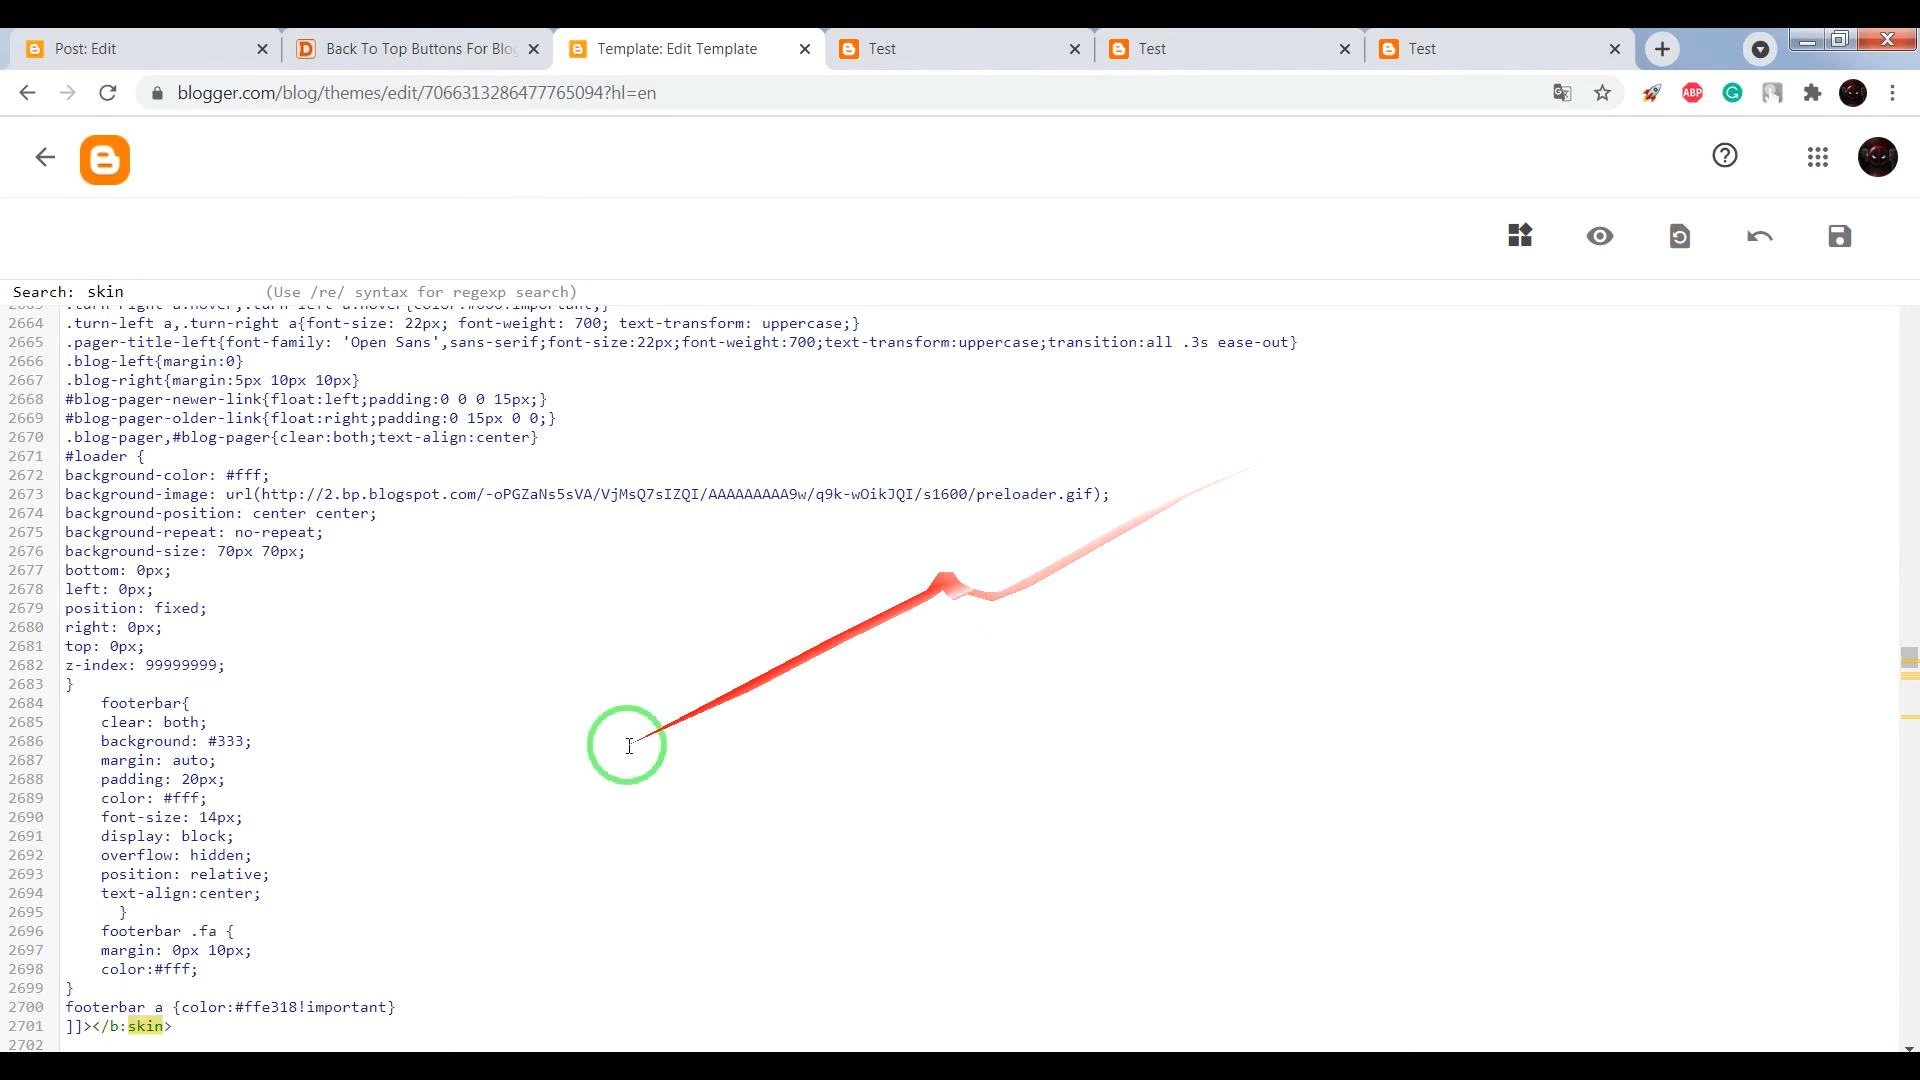 Post: Edit
Back To Top Buttons For Blo
Template: Edit Template
Test
Test
Test
blogger.com/blog/themes/edit/7066313286477765094?hl=en
ABP
Search: skin (Use /re/ syntax for regexp search)
2664 .turn-left a,.turn-right a{font-size: 22px; font-weight: 700; text-transform: uppercase;}
2665 .pager-title-left{font-family: 'Open Sans',sans-serif;font-size:22px;font-weight:700;text-transform:uppercase;transition:all .3s ease-out}
2666 .blog-left{margin:0}
2667 .blog-right{margin:5px 10px 10px}
2668 #blog-pager-newer-link{float:left;padding:0 0 0 15px;}
2669 #blog-pager-older-link{float:right;padding:0 15px 0 0;}
2670 .blog-pager,#blog-pager{clear:both;text-align:center}
2671 #loader {
2672 background-color: #fff;
2673 background-image: url(http://2.bp.blogspot.com/-oPGZaNs5sVA/VjMsQ7sIZQI/AAAAAAAAA9w/q9k-wOikJQI/s1600/preloader.gif);
2674 background-position: center center;
2675 background-repeat: no-repeat;
2676 background-size: 70px 70px;
2677 bottom: 0px;
2678 left: 0px;
2679 position: fixed;
2680 right: 0px;
2681 top: 0px;
2682 z-index: 99999999;
2683 }
2684 footerbar{
2685 clear: both;
2686 background: #333;
2687 margin: auto;
2688 padding: 20px;
2689 color: #fff;
2690 font-size: 14px;
2691 display: block;
2692 overflow: hidden;
2693 position: relative;
2694 text-align:center;
2695 }
2696 footerbar .fa {
2697 margin: 0px 10px;
2698 color:#fff;
2699 }
2700 footerbar a {color:#ffe318!important}
2701 ]]></b:skin>
2702